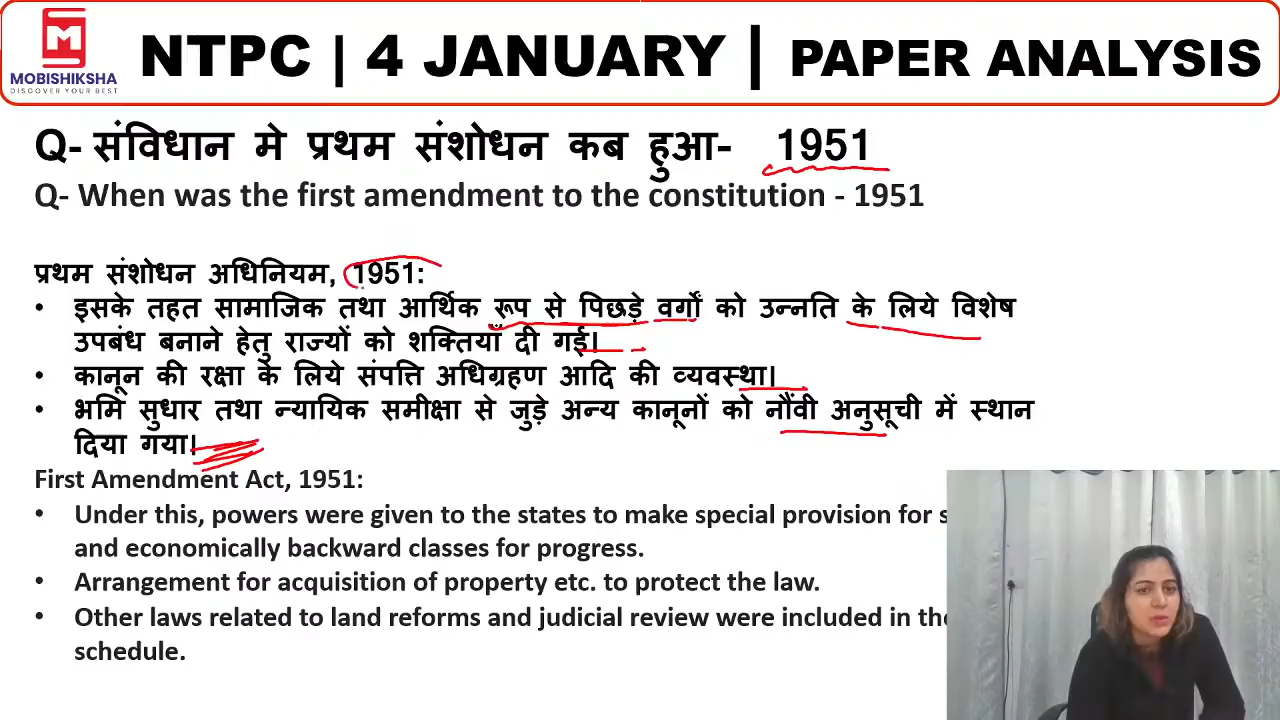 M
MOBISHIKSHA
DISCOVER YOUR BEST
NTPC | 4 JANUARY | PAPER ANALYSIS
Q- संविधान मे प्रथम संशोधन कब हुआ- 1951
Q- When was the first amendment to the constitution - 1951
प्रथम संशोधन अधिनियम, 1951:
• इसके तहत सामाजिक तथा आर्थिक रूप से पिछड़े वर्गों को उन्नति के लिये विशेष
उपबंध बनाने हेतु राज्यों को शक्तियाँ दी गई।
• कानून की रक्षा के लिये संपत्ति अधिग्रहण आदि की व्यवस्था।
• भमि सुधार तथा न्यायिक समीक्षा से जुड़े अन्य कानूनों को नौंवी अनुसूची में स्थान
दिया गया।
First Amendment Act, 1951:
• Under this, powers were given to the states to make special provision for s
and economically backward classes for progress.
• Arrangement for acquisition of property etc. to protect the law.
• Other laws related to land reforms and judicial review were included in the
schedule.